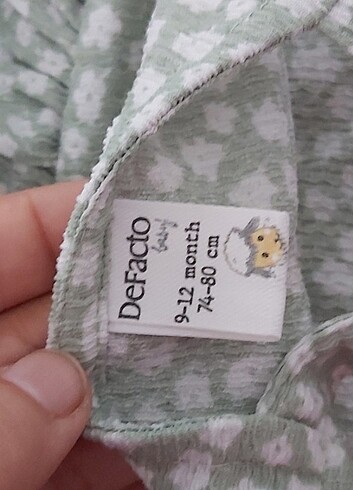 DeFacto
baby
9-12 month
74-80 cm